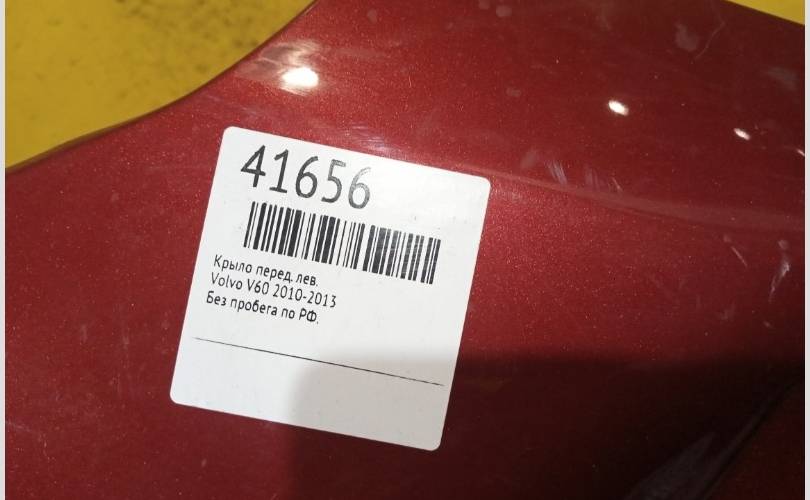 41656
Крыло перед. лев.
Volvo V60 2010-2013
Без пробега по РФ.